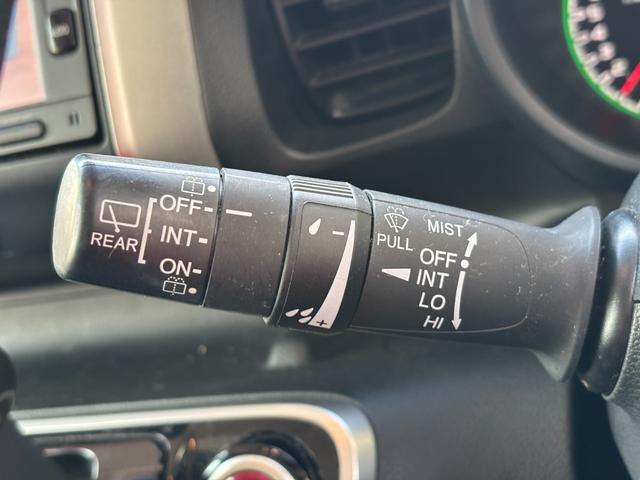 OFF
REAR
INT
ON
-
+
PULL
MIST
OFF
INT
LO
HI